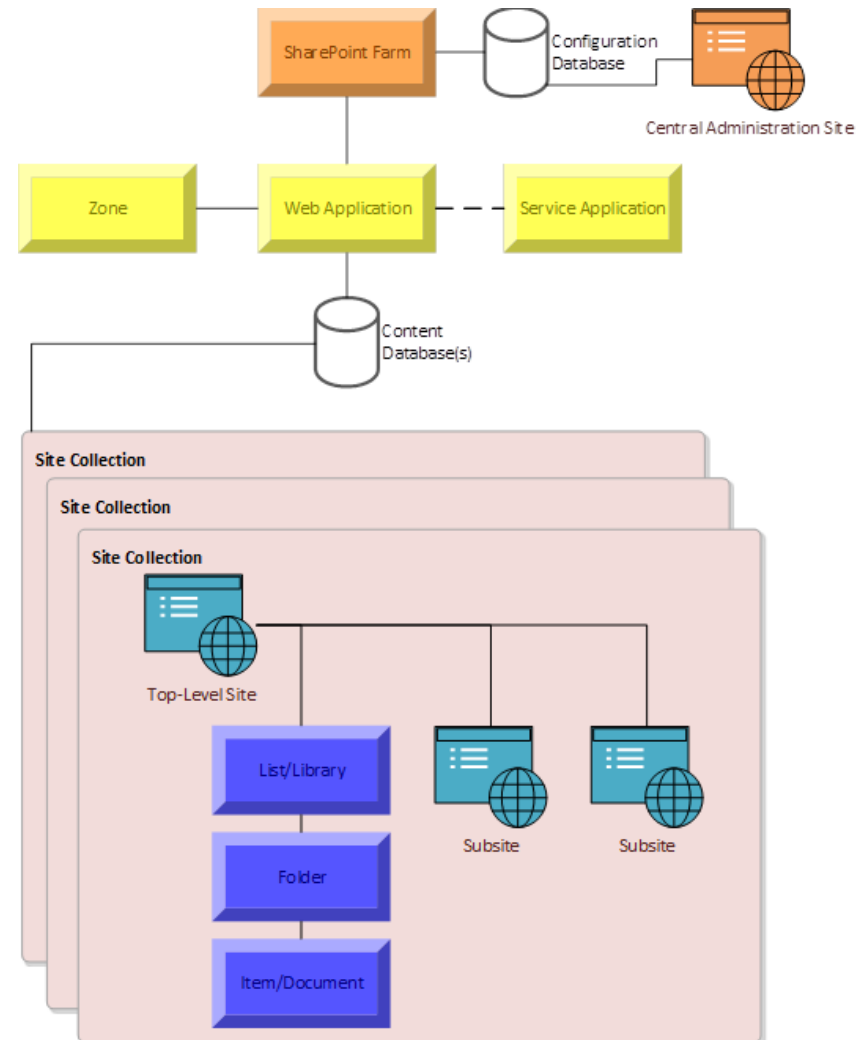 SharePoint Farm
Configuration
Database
Central Administration Site
Zone
Web Application
Service Application
Content
Database(s)
Site Collection
Site Collection
Site Collection
Top-Level Site
List/Library
Subsite
Subsite
Folder
Item/Document